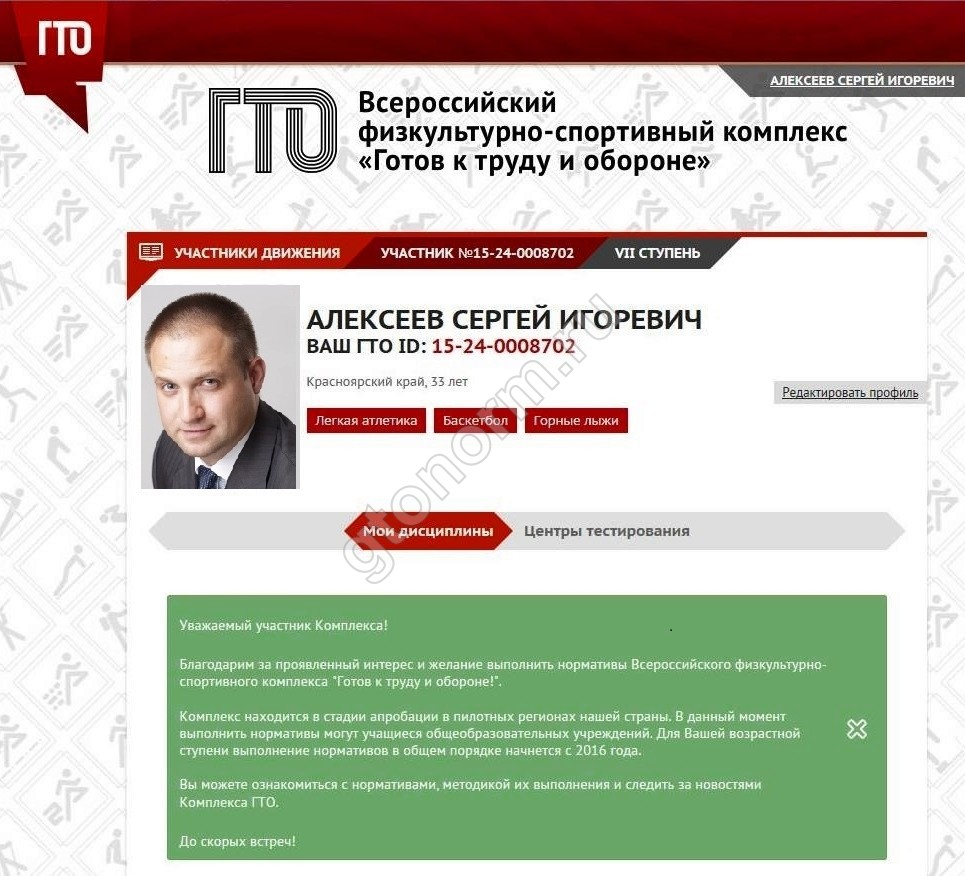 ГТО
АЛЕКСЕЕВ СЕРГЕЙ ИГОРЕВИЧ
ГТО
Всероссийский
физкультурно-спортивный комплекс
«Готов к труду и обороне»
УЧАСТНИКИ ДВИЖЕНИЯ
УЧАСТНИК №15-24-0008702
VII СТУПЕНЬ
АЛЕКСЕЕВ СЕРГЕЙ ИГОРЕВИЧ
ВАШ ГТО ID: 15-24-0008702
Красноярский край, 33 лет
Редактировать профиль
Легкая атлетика
Баскетбол
Горные лыжи
gtonorm.ru
Мои дисциплины
Центры тестирования
Уважаемый участник Комплекса!
Благодарим за проявленный интерес и желание выполнить нормативы Всероссийского физкультурно-
спортивного комплекса "Готов к труду и обороне!".
Комплекс находится в стадии апробации в пилотных регионах нашей страны. В данный момент
выполнить нормативы могут учащиеся общеобразовательных учреждений. Для Вашей возрастной
ступени выполнение нормативов в общем порядке начнется с 2016 года.
Вы можете ознакомиться с нормативами, методикой их выполнения и следить за новостями
Комплекса ГТО.
До скорых встреч!